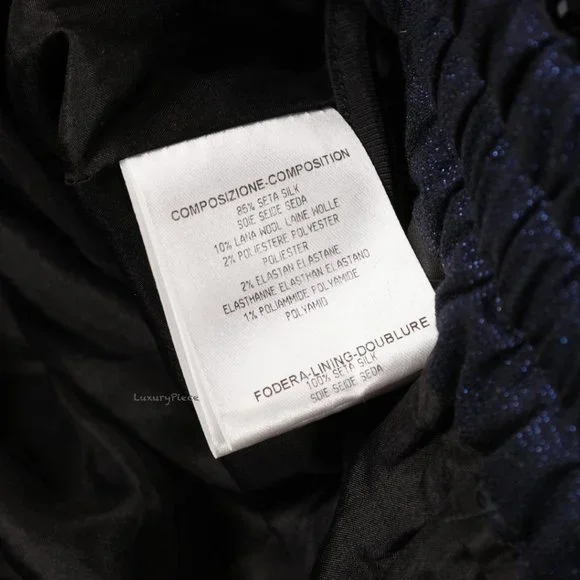 COMPOSIZIONE-COMPOSITION
85% SETA SILK
SOIE SEIDE SEDA
10% LANA WOOL LAINE WOLLE
2% POLIESTERE POLYESTER
POLIESTER
2% ELASTAN ELASTANE
ELASTHANNE ELASTHAN ELASTANO
1% POLIAMMIDE POLYAMIDE
POLYAMID
FODERA-LINING-DOUBLURE
100% SETA SILK
SOIE SEIDE SEDA
LuxuryPiece